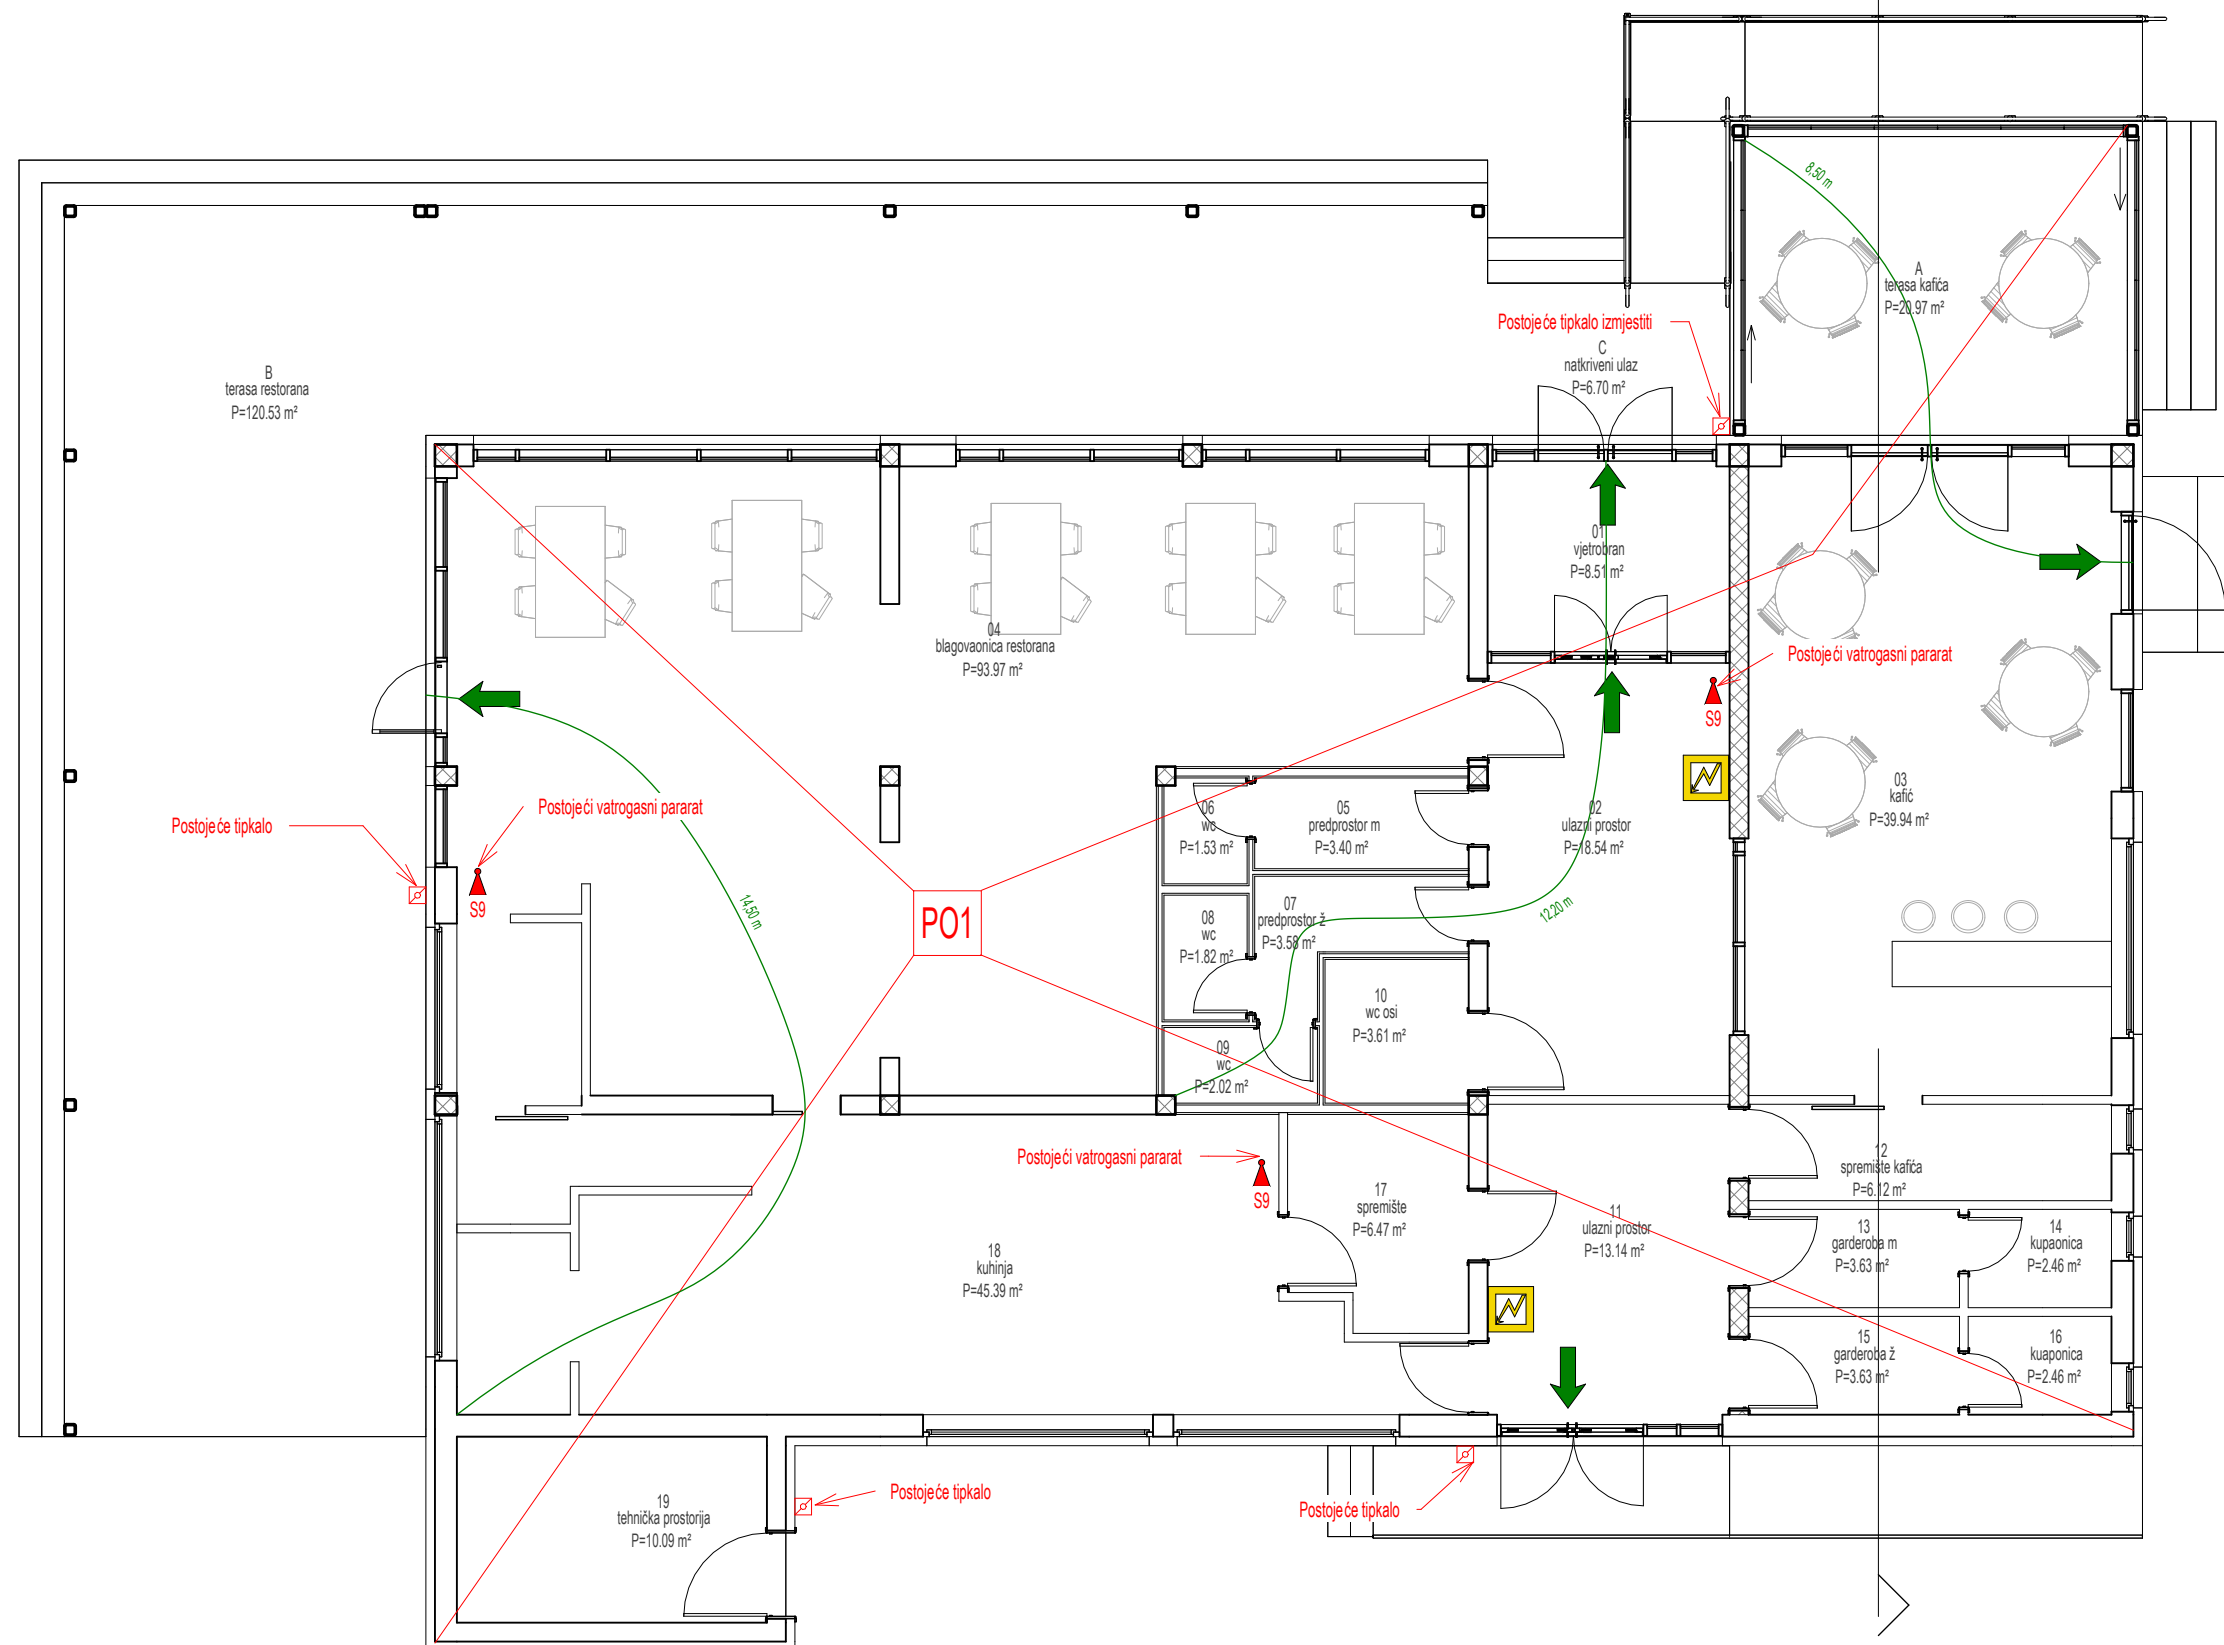 8,50 m
A
terasa kafića
P=20.97 m²
Postojeće tipkalo izmjestiti
C
natkriveni ulaz
P=6.70 m²
B
terasa restorana
P=120.53 m²
01
vjetrobran
P=8.51 m²
04
blagovaonica restorana
P=93.97 m²
Postojeći vatrogasni pararat
S9
03
kafić
P=39.94 m²
Postojeći vatrogasni pararat
Postojeće tipkalo
S9
06
wc
P=1.53 m²
05
predprostor m
P=3.40 m²
02
ulazni prostor
P=18.54 m²
14,50 m
PO1
08
wc
P=1.82 m²
07
predprostor ž
P=3.58 m²
12,20 m
10
wc osi
P=3.61 m²
09
wc
P=2.02 m²
Postojeći vatrogasni pararat
S9
17
spremište
P=6.47 m²
12
spremište kafića
P=6.12 m²
11
ulazni prostor
P=13.14 m²
13
garderoba m
P=3.63 m²
14
kupaonica
P=2.46 m²
18
kuhinja
P=45.39 m²
15
garderoba ž
P=3.63 m²
16
kuaponica
P=2.46 m²
19
tehnička prostorija
P=10.09 m²
Postojeće tipkalo
Postojeće tipkalo